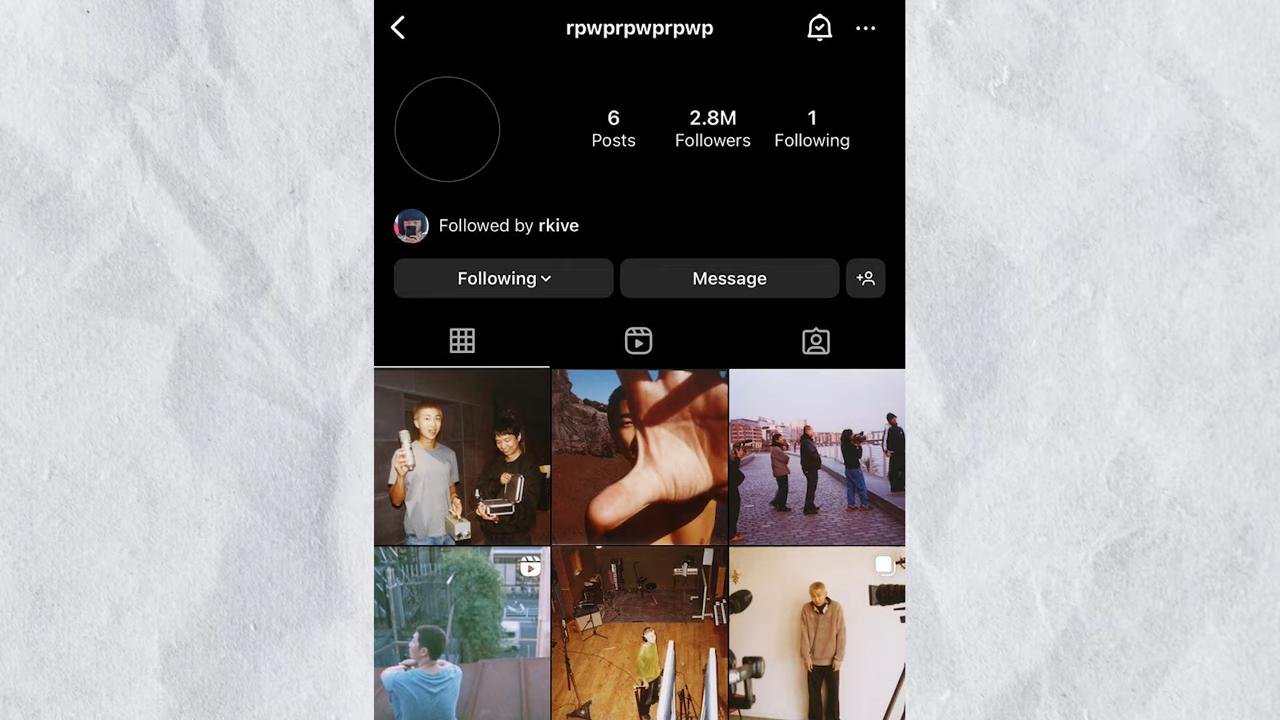 rpwprpwprpwp
6 2.8M 1
Posts Followers Following
Followed by rkive
Following Message